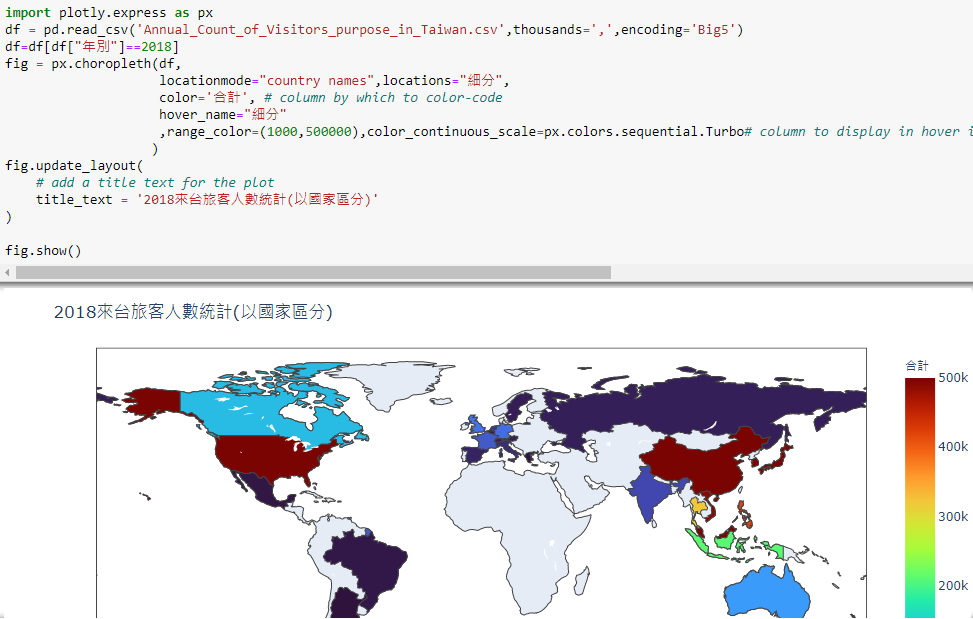 import plotly.express as px
df = pd.read_csv('Annual_Count_of_Visitors_purpose_in_Taiwan.csv',thousands=',',encoding='Big5')
df=df[df["年別"]==2018]
fig = px.choropleth(df,
locationmode="country names",locations="細分",
color='合計', # column by which to color-code
hover_name="細分"
,range_color=(1000,500000),color_continuous_scale=px.colors.sequential.Turbo# column to display in hover
)
fig.update_layout(
# add a title text for the plot
title_text = '2018來台旅客人數統計(以國家區分)'
)
fig.show()
2018來台旅客人數統計(以國家區分)
合計
500k
400k
300k
200k